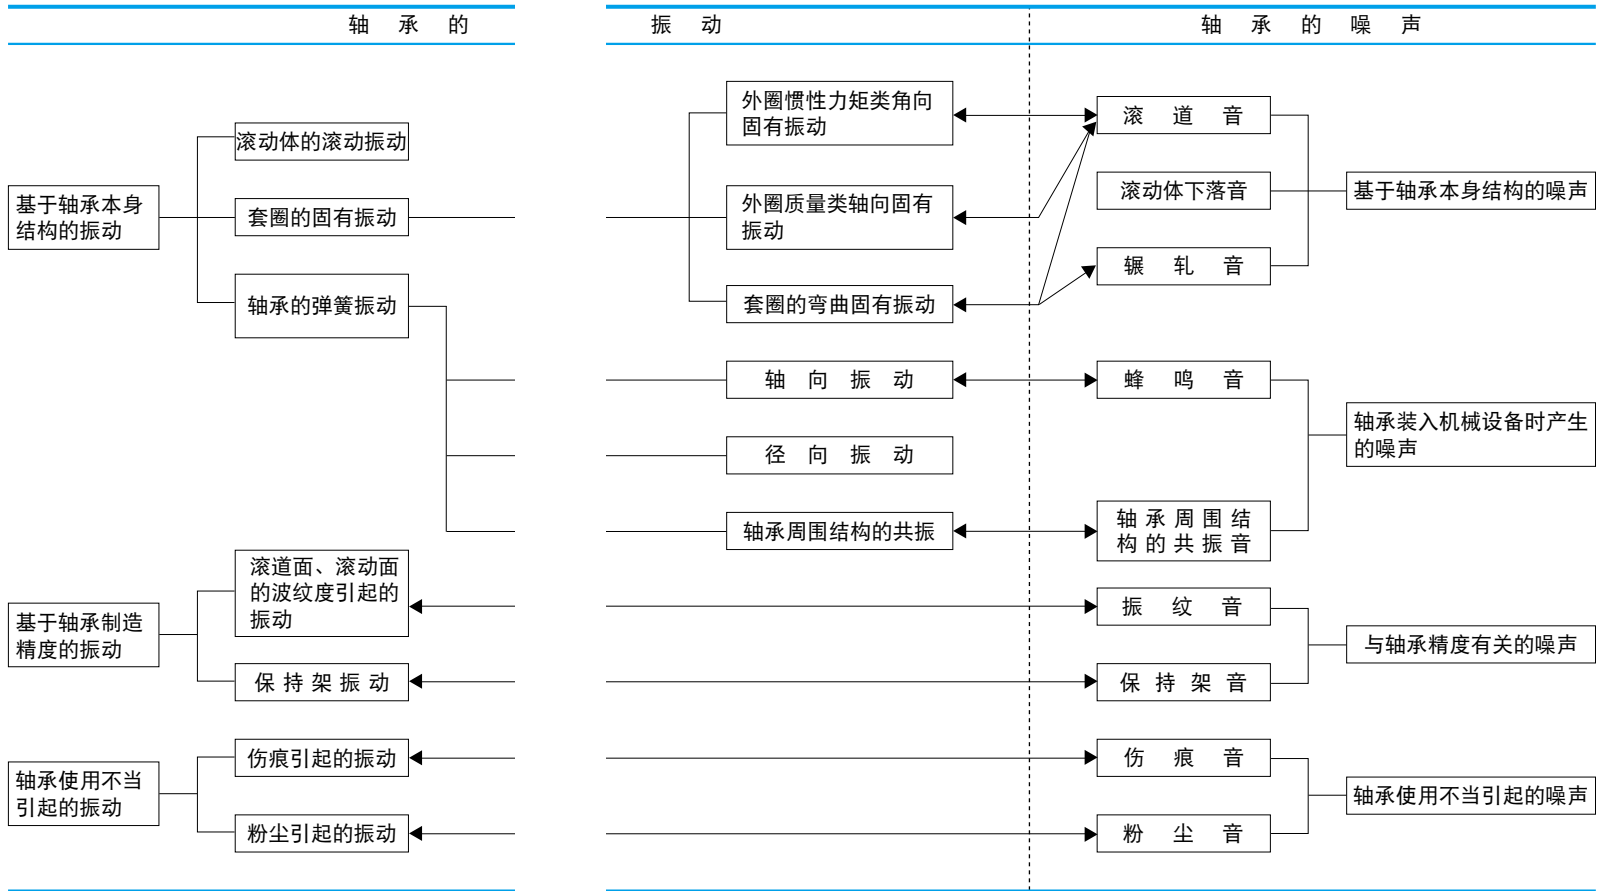 轴承的振动
轴承的噪声
滚动体的滚动振动
基于轴承本身
结构的振动
套圈的固有振动
轴承的弹簧振动
外圈惯性力矩类角向
固有振动
外圈质量类轴向固有
振动
套圈的弯曲固有振动
轴向振动
径向振动
轴承周围结构的共振
滚道音
滚动体下落音
辗轧音
基于轴承本身结构的噪声
蜂鸣音
轴承周围结
构的共振音
轴承装入机械设备时产生
的噪声
基于轴承制造
精度的振动
滚道面、滚动面
的波纹度引起的
振动
保持架振动
振纹音
保持架音
与轴承精度有关的噪声
轴承使用不当
引起的振动
伤痕引起的振动
粉尘引起的振动
伤痕音
粉尘音
轴承使用不当引起的噪声